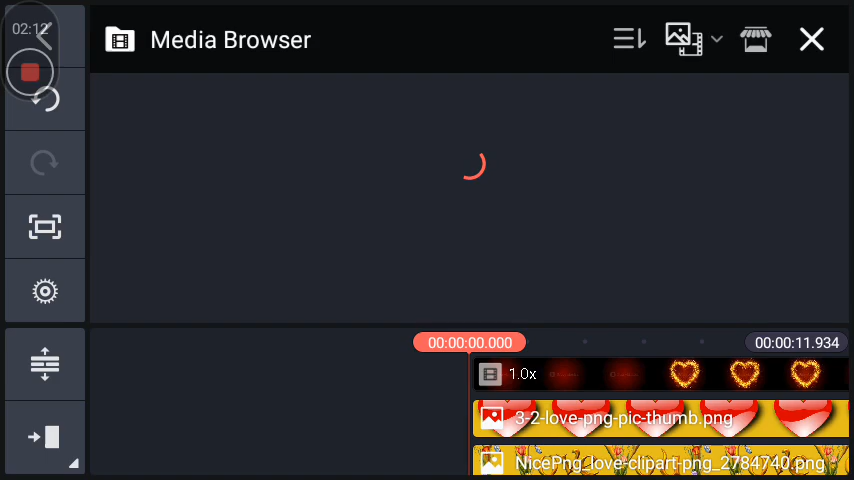 02:12
Media Browser
00:00:00.000
00:00:11.934
1.0x
3-2-love-png-pic-thumb.png
NicePng_love-clipart-png_2784740.png